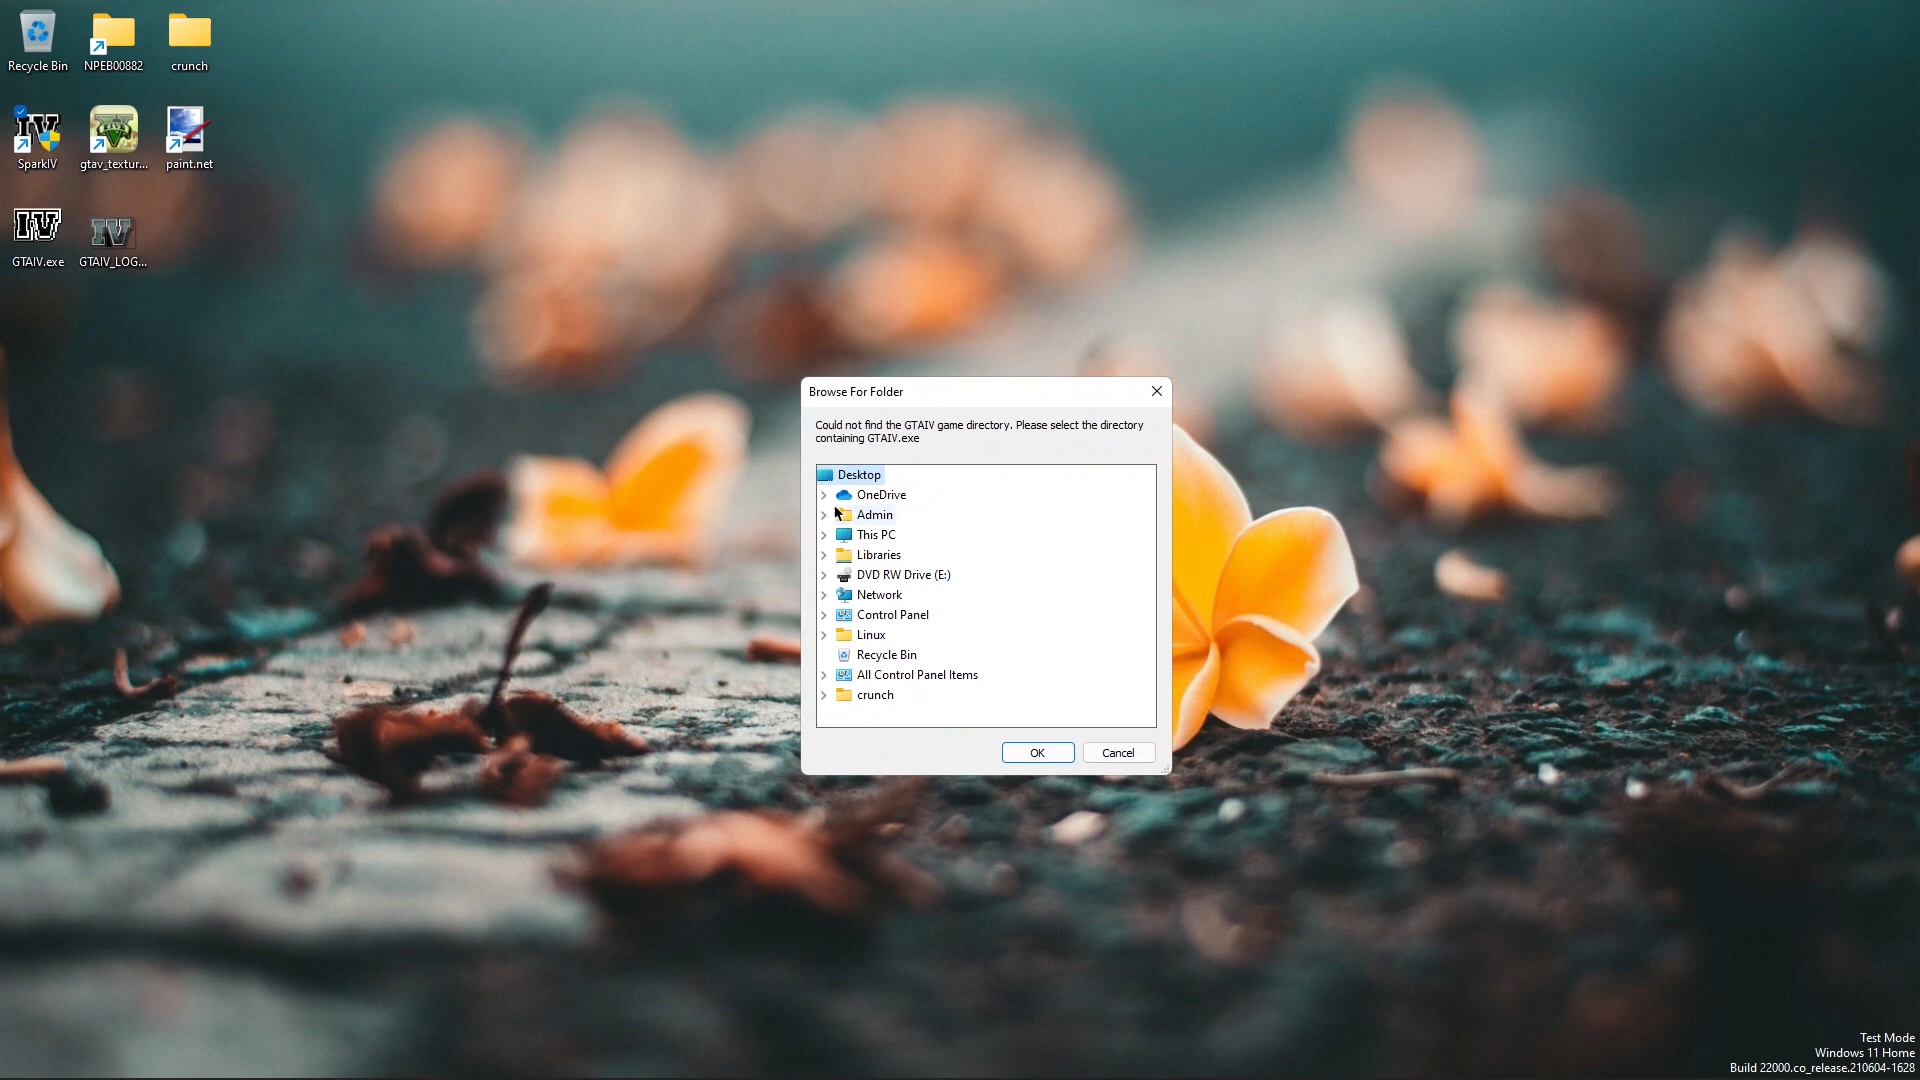 Recycle Bin
NPEB00882
crunch
SparkIV
gtav_textur...
paint.net
GTAIV.exe
GTAIV_LOG...
Browse For Folder
Could not find the GTAIV game directory. Please select the directory
containing GTAIV.exe
Desktop
OneDrive
Admin
This PC
Libraries
DVD RW Drive (E:)
Network
Control Panel
Linux
Recycle Bin
All Control Panel Items
crunch
OK
Cancel
Test Mode
Windows 11 Home
Build 22000.co_release.210604-1628